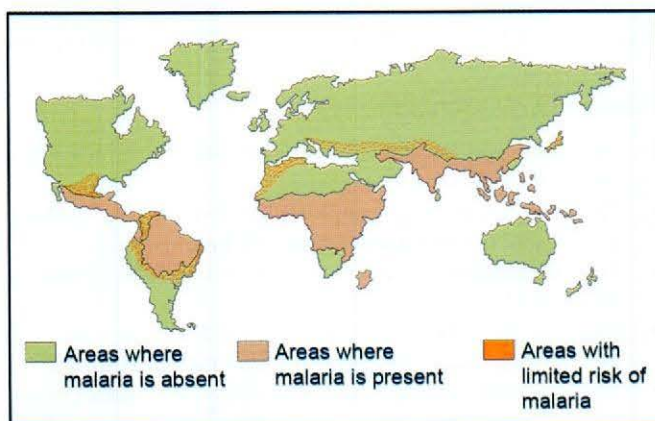 Areas where
malaria is absent
Areas where
malaria is present
Areas with
limited risk of
malaria